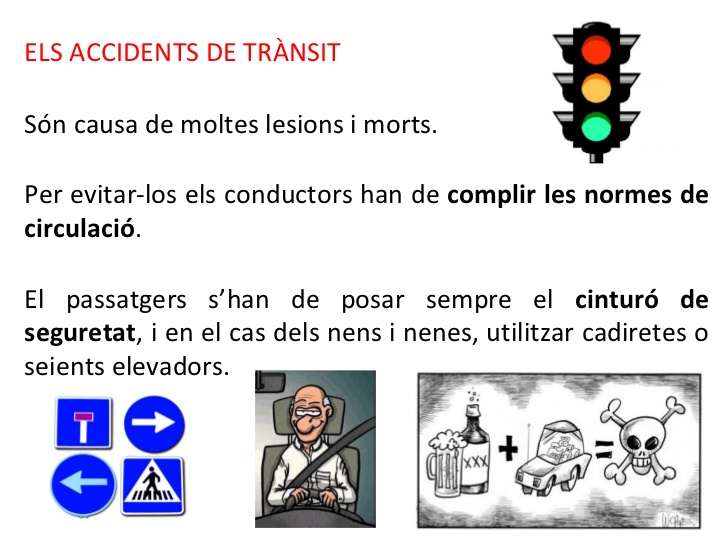 ELS ACCIDENTS DE TRÀNSIT
Són causa de moltes lesions i morts.
Per evitar-los els conductors han de complir les normes de
circulació.
El passatgers s’han de posar sempre el cinturó de
seguretat, i en el cas dels nens i nenes, utilitzar cadiretes o
seients elevadors.
XXX
+
=